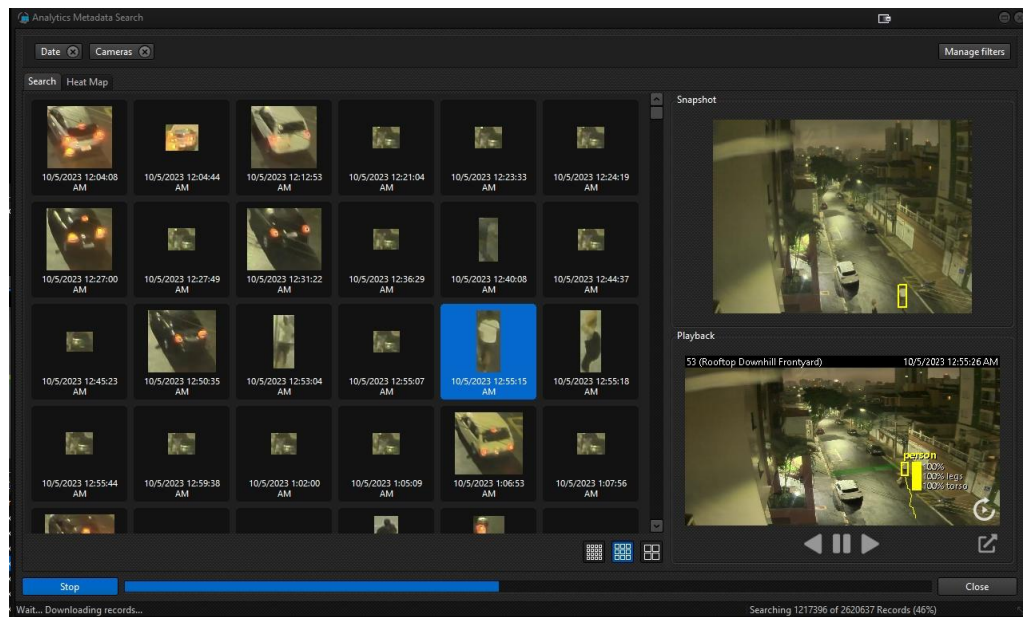 Analytics Metadata Search
Date
Cameras
Manage filters
Search
Heat Map
10/5/2023 12:04:08 AM
10/5/2023 12:04:44 AM
10/5/2023 12:12:53 AM
10/5/2023 12:21:04 AM
10/5/2023 12:23:33 AM
10/5/2023 12:24:19 AM
10/5/2023 12:27:00 AM
10/5/2023 12:27:49 AM
10/5/2023 12:31:22 AM
10/5/2023 12:36:29 AM
10/5/2023 12:40:08 AM
10/5/2023 12:44:37 AM
10/5/2023 12:45:23 AM
10/5/2023 12:50:35 AM
10/5/2023 12:53:04 AM
10/5/2023 12:55:07 AM
10/5/2023 12:55:15 AM
10/5/2023 12:55:18 AM
10/5/2023 12:55:44 AM
10/5/2023 12:59:38 AM
10/5/2023 1:02:00 AM
10/5/2023 1:05:09 AM
10/5/2023 1:06:53 AM
10/5/2023 1:07:56 AM
Snapshot
Playback
53 (Rooftop Downhill Frontyard)
10/5/2023 12:55:26 AM
person
100%
100% legs
100% torso
Stop
Close
Wait... Downloading records...
Searching 1217396 of 2620637 Records (46%)